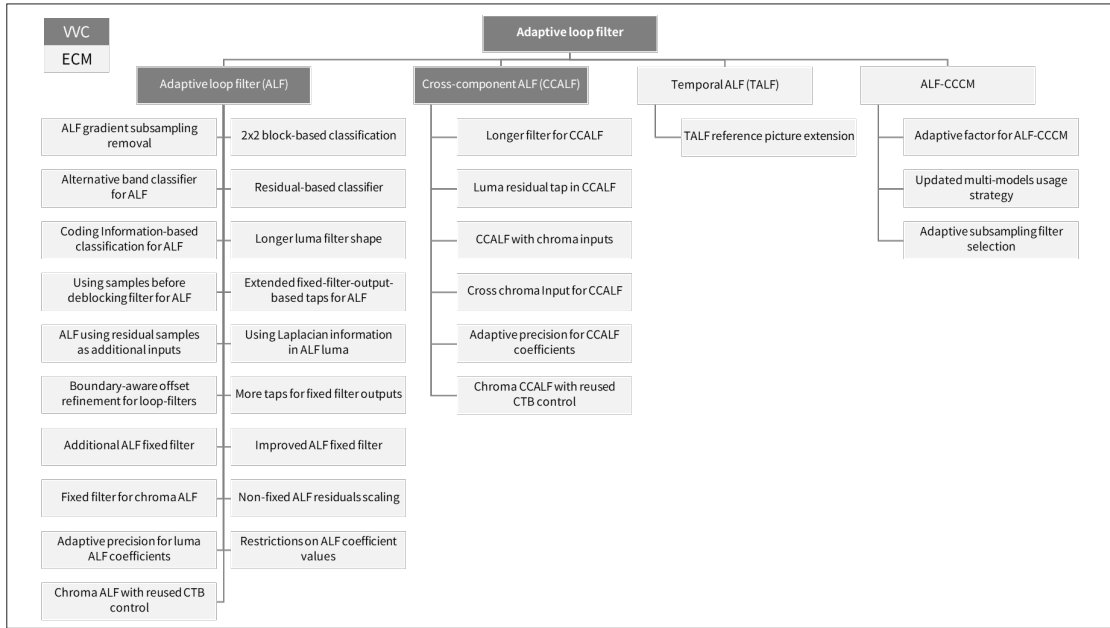 VVC
ECM
Adaptive loop filter
Adaptive loop filter (ALF)
Cross-component ALF (CCALF)
Temporal ALF (TALF)
ALF-CCCM
ALF gradient subsampling
removal
2x2 block-based classification
Alternative band classifier
for ALF
Residual-based classifier
Coding Information-based
classification for ALF
Longer luma filter shape
Using samples before
deblocking filter for ALF
Extended fixed-filter-output-
based taps for ALF
ALF using residual samples
as additional inputs
Using Laplacian information
in ALF luma
Boundary-aware offset
refinement for loop-filters
More taps for fixed filter outputs
Additional ALF fixed filter
Improved ALF fixed filter
Fixed filter for chroma ALF
Non-fixed ALF residuals scaling
Adaptive precision for luma
ALF coefficients
Restrictions on ALF coefficient
values
Chroma ALF with reused CTB
control
Longer filter for CCALF
Luma residual tap in CCALF
CCALF with chroma inputs
Cross chroma Input for CCALF
Adaptive precision for CCALF
coefficients
Chroma CCALF with reused
CTB control
TALF reference picture extension
Adaptive factor for ALF-CCCM
Updated multi-models usage
strategy
Adaptive subsampling filter
selection